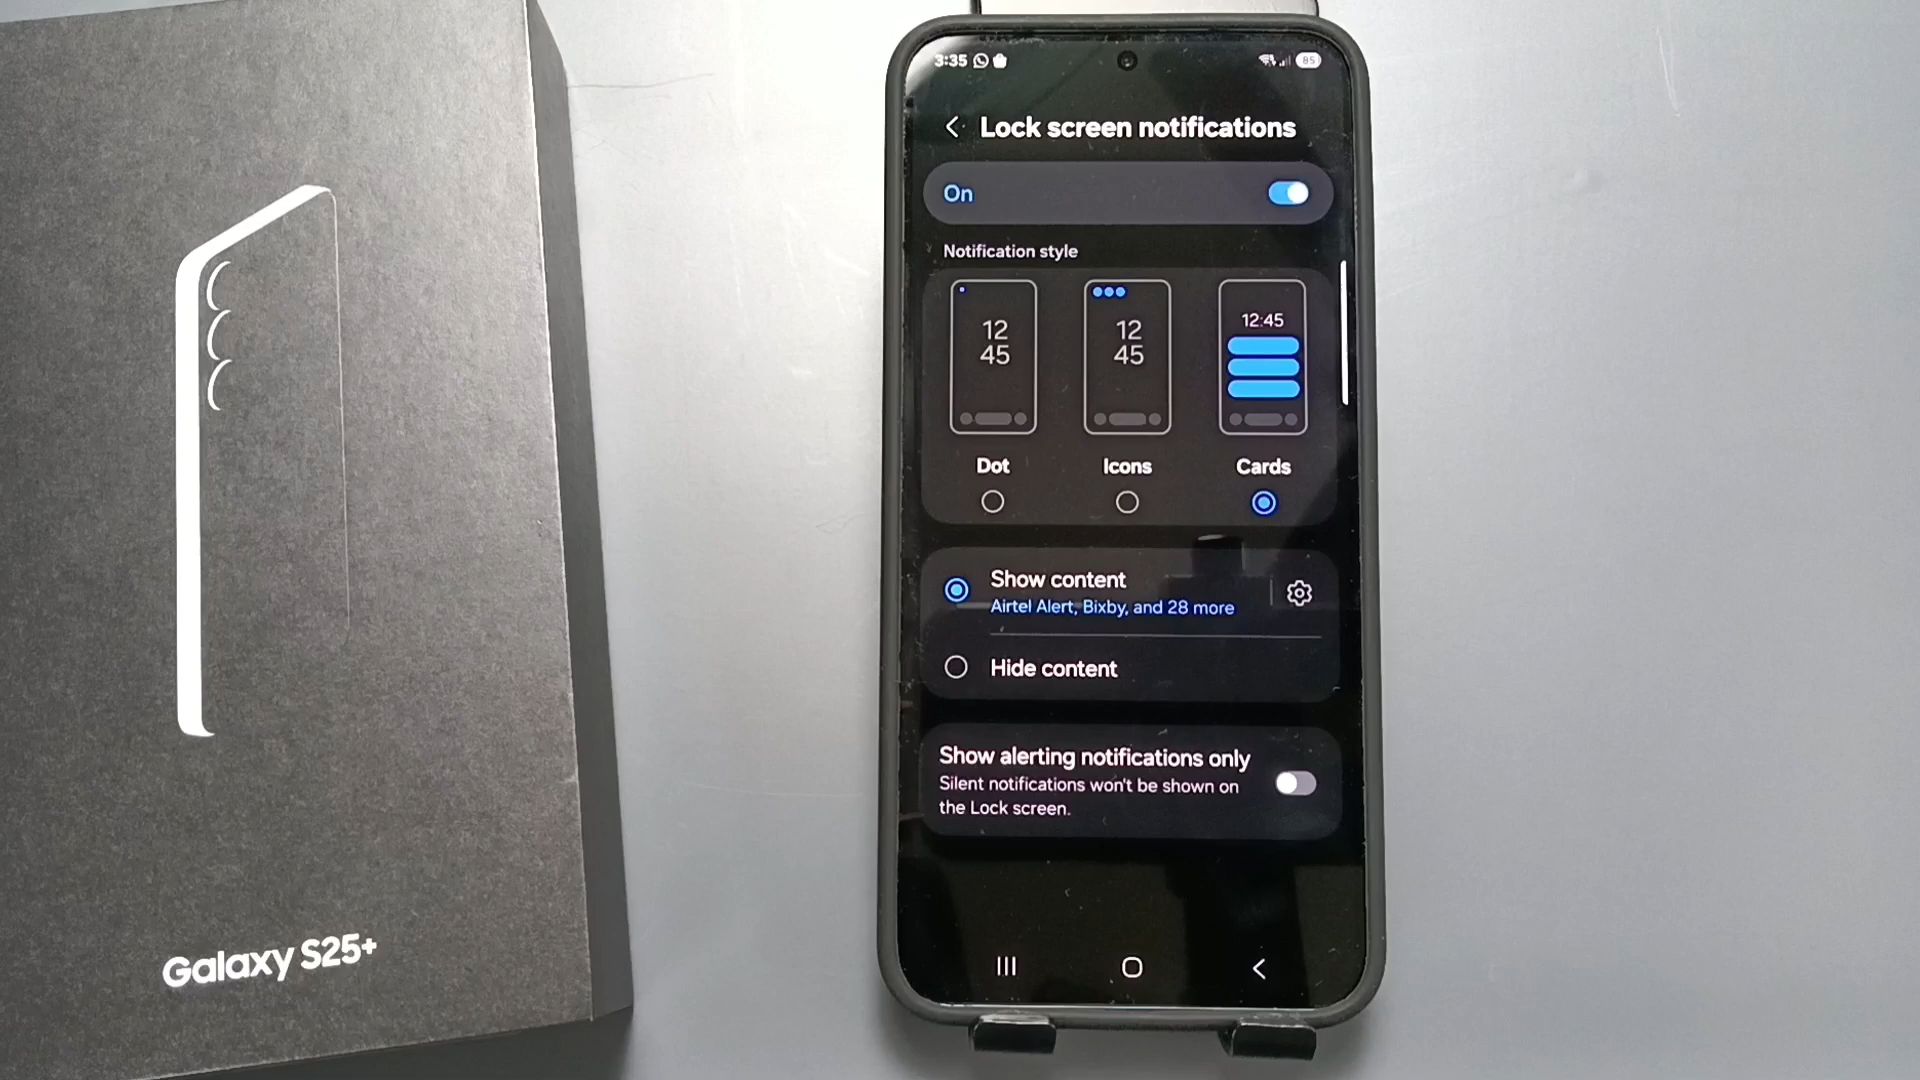 3:35
85
Lock screen notifications
On
Notification style
12
45
12
45
12:45
Dot
Icons
Cards
Show content
Airtel Alert, Bixby, and 28 more
Hide content
Show alerting notifications only
Silent notifications won't be shown on
the Lock screen.
Galaxy S25+